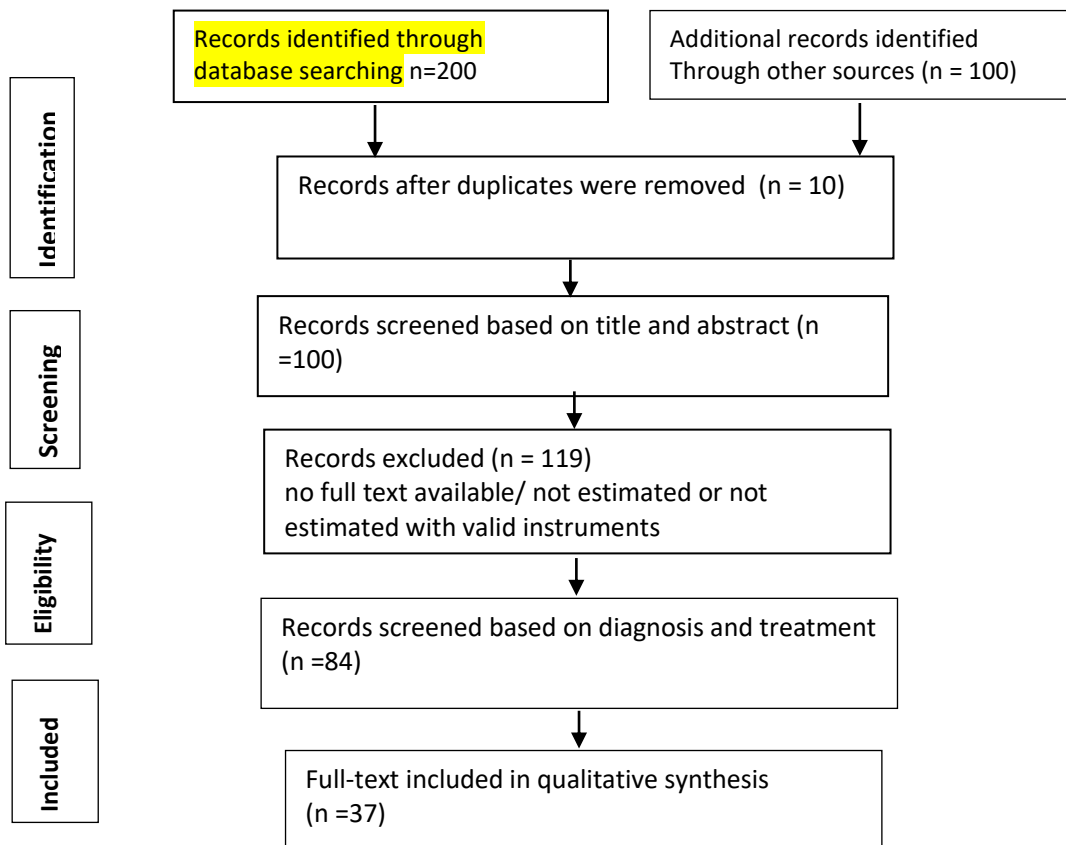 Records identified through
database searching n=200
Additional records identified
Through other sources (n = 100)
Identification
Records after duplicates were removed (n = 10)
Screening
Records screened based on title and abstract (n
=100)
Records excluded (n = 119)
no full text available/ not estimated or not
estimated with valid instruments
Eligibility
Records screened based on diagnosis and treatment
(n =84)
Included
Full-text included in qualitative synthesis
(n =37)